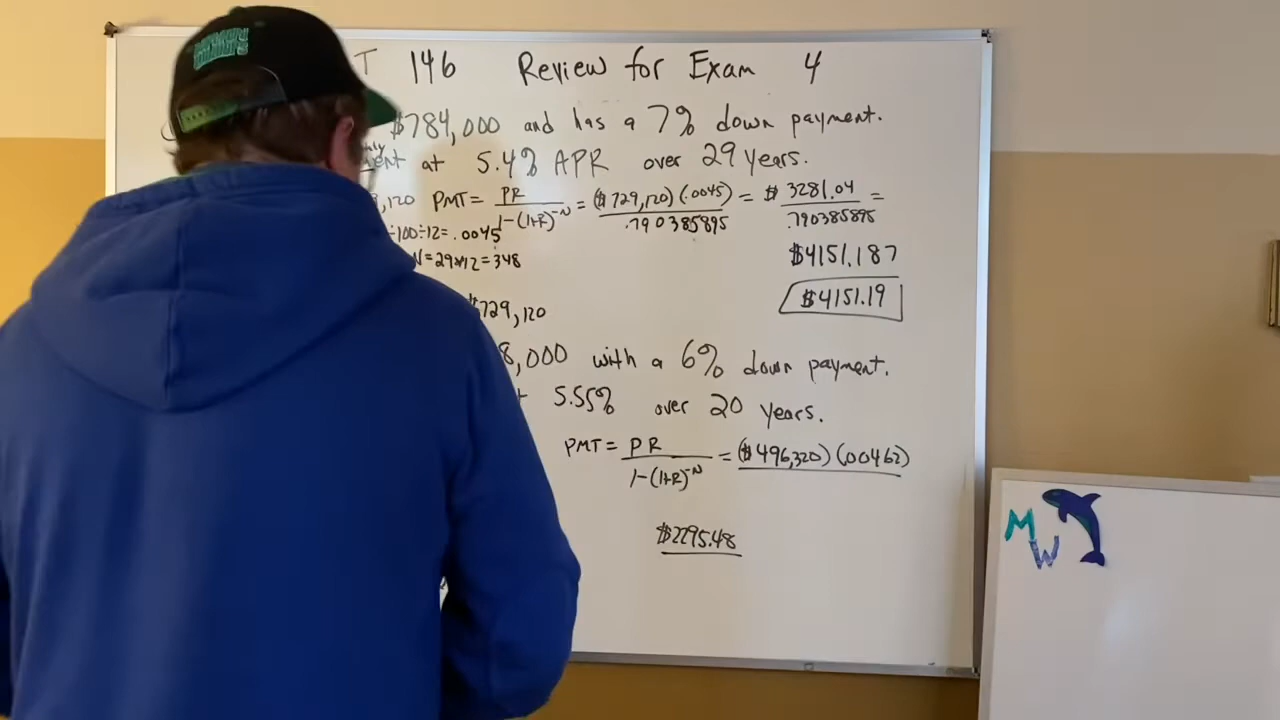 T 146 Review for Exam 4
$784,000 and has a 7% down payment.
at 5.4% APR over 29 years.
,120 PMT = PR / 1-(1+R)^-N = ($729,120)(.0045) / .790385895 = $3281.04 / .790385895 =
÷100÷12=.0045
N=29*12=348
$4151.187
$4151.19
$729,120
8,000 with a 6% down payment.
5.55% over 20 years.
PMT = PR / 1-(1+R)^-N = ($496,320)(.00462)
$2295.48
MW